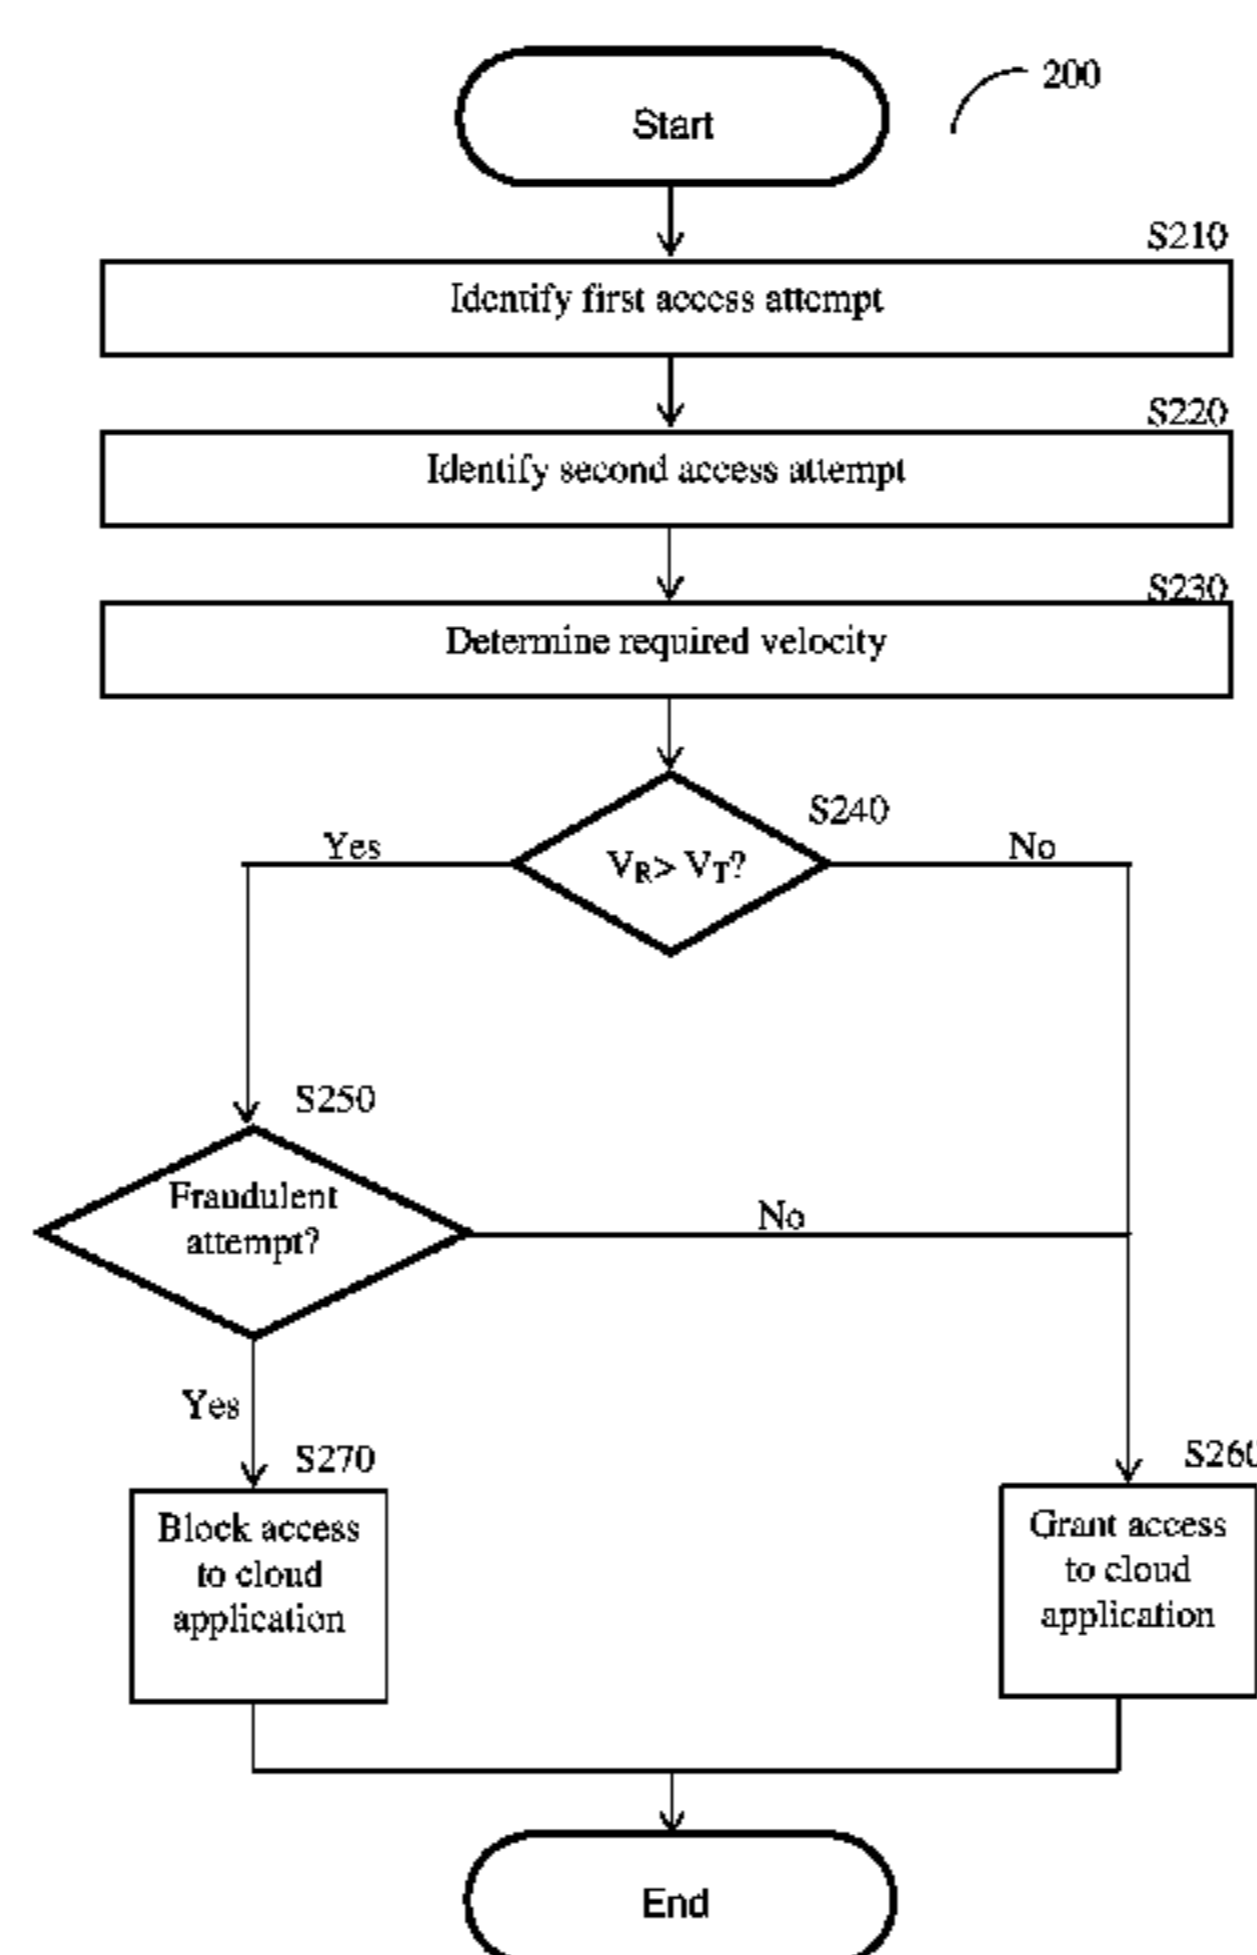 200
Start
S210
Identify first access attempt
S220
Identify second access attempt
S230
Determine required velocity
S240
Yes
VR> VT?
No
S250
Fraudulent
attempt?
No
Yes
S270
S260
Block access
to cloud
application
Grant access
to cloud
application
End